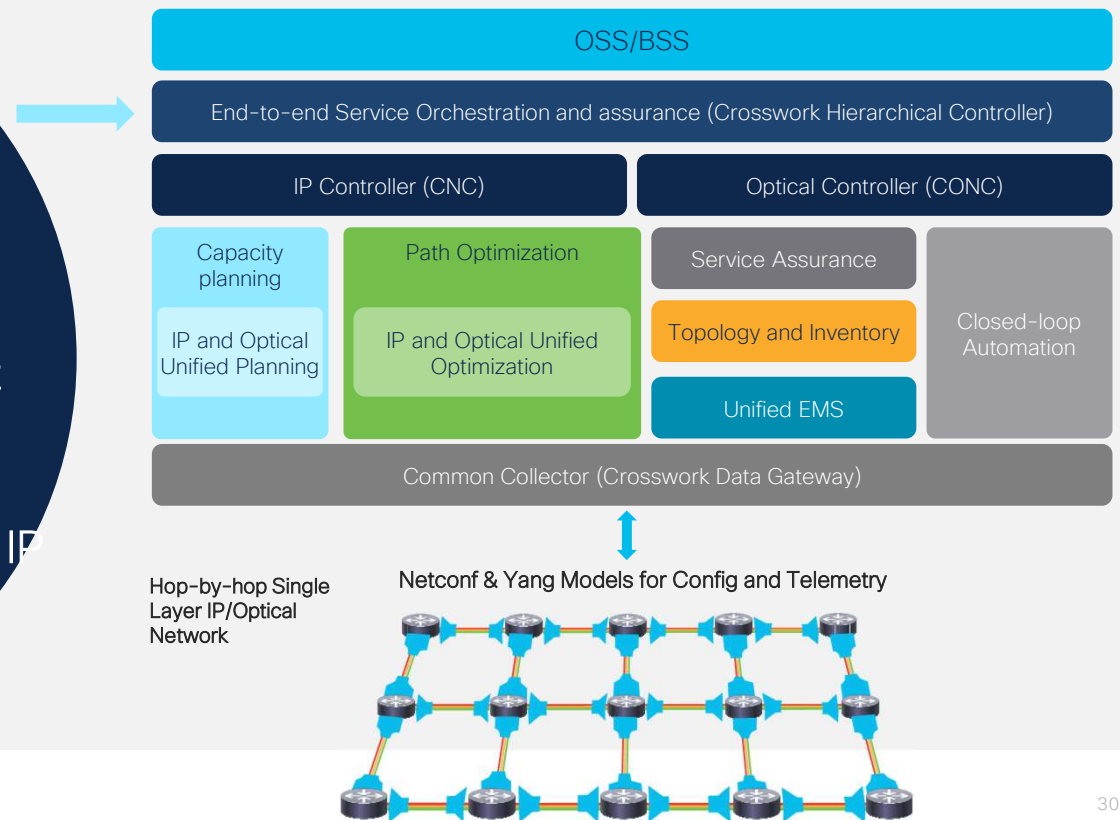 OSS/BSS
End-to-end Service Orchestration and assurance (Crosswork Hierarchical Controller)
IP Controller (CNC)
Optical Controller (CONC)
Capacity
planning
IP and Optical
Unified Planning
Path Optimization
IP and Optical Unified
Optimization
Service Assurance
Topology and Inventory
Unified EMS
Closed-loop
Automation
Common Collector (Crosswork Data Gateway)
IP
Hop-by-hop Single
Layer IP/Optical
Network
Netconf & Yang Models for Config and Telemetry
30